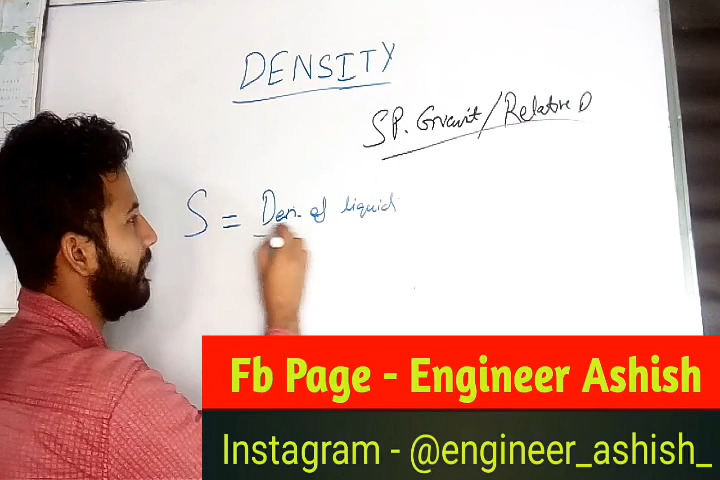 DENSITY
SP. Gravit/Relative D
S = Den. of liquid
Fb Page - Engineer Ashish
Instagram - @engineer_ashish_